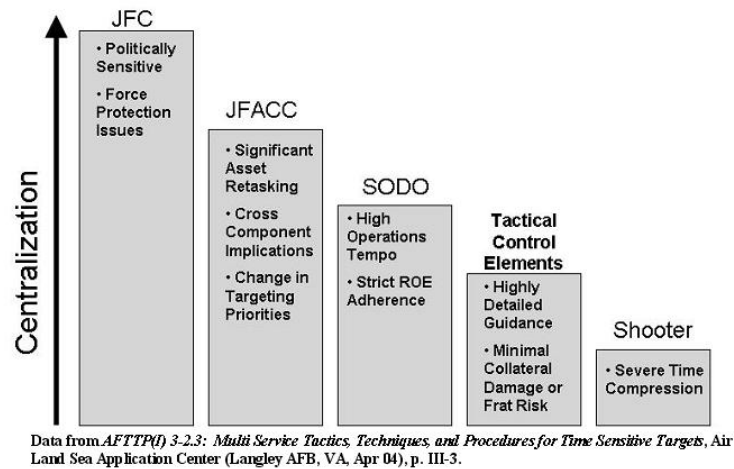 JFC
• Politically
Sensitive
• Force
Protection
Issues
JFACC
• Significant
Asset
Retasking
• Cross
Component
Implications
• Change in
Targeting
Priorities
SODO
• High
Operations
Tempo
• Strict ROE
Adherence
Tactical
Control
Elements
• Highly
Detailed
Guidance
• Minimal
Collateral
Damage or
Frat Risk
Shooter
• Severe Time
Compression
Centralization
Data from AFTTP(I) 3-2.3: Multi Service Tactics, Techniques, and Procedures for Time Sensitive Targets, Air
Land Sea Application Center (Langley AFB, VA, Apr 04), p. III-3.